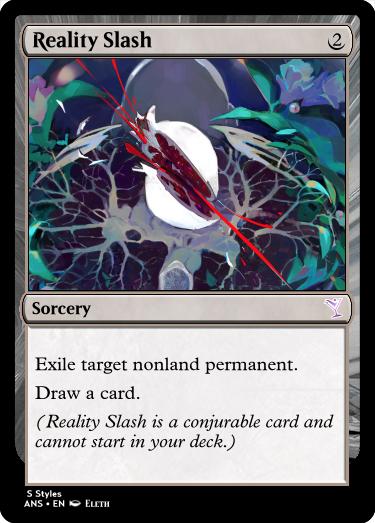 Reality Slash 2
Sorcery
Exile target nonland permanent.
Draw a card.
(Reality Slash is a conjurable card and
cannot start in your deck.)
S Styles
ANS • EN Eleth